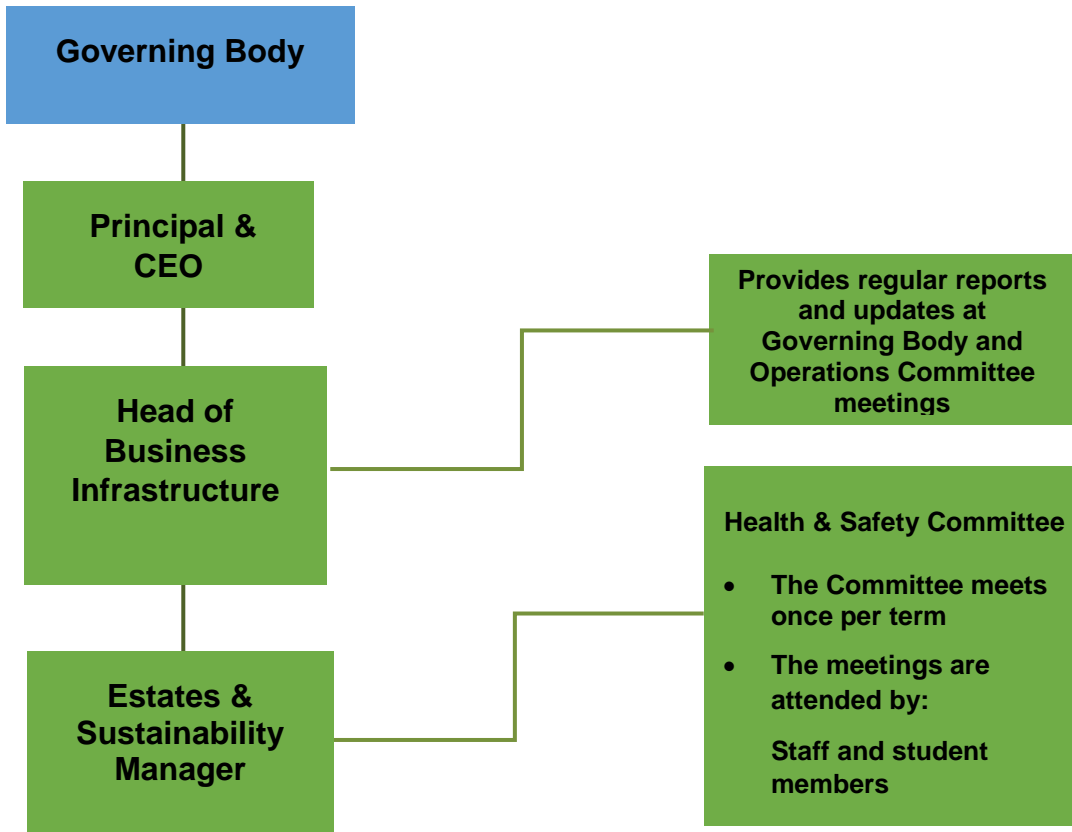 Governing Body
Principal &
CEO
Head of
Business
Infrastructure
Estates &
Sustainability
Manager
Provides regular reports
and updates at
Governing Body and
Operations Committee
meetings
Health & Safety Committee
• The Committee meets
once per term
• The meetings are
attended by:
Staff and student
members